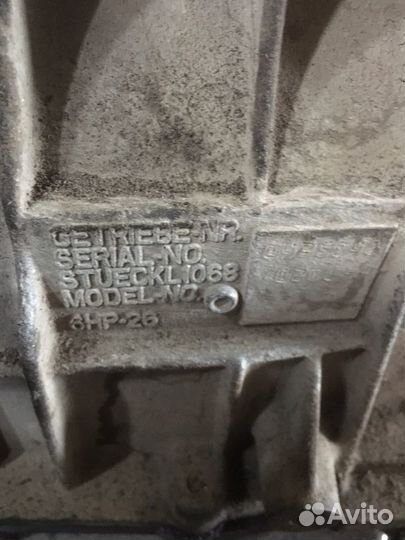 GETRIEBE-NR.
SERIAL-NO.
STUECKL.1068
MODEL-NO.
6HP-26
Avito